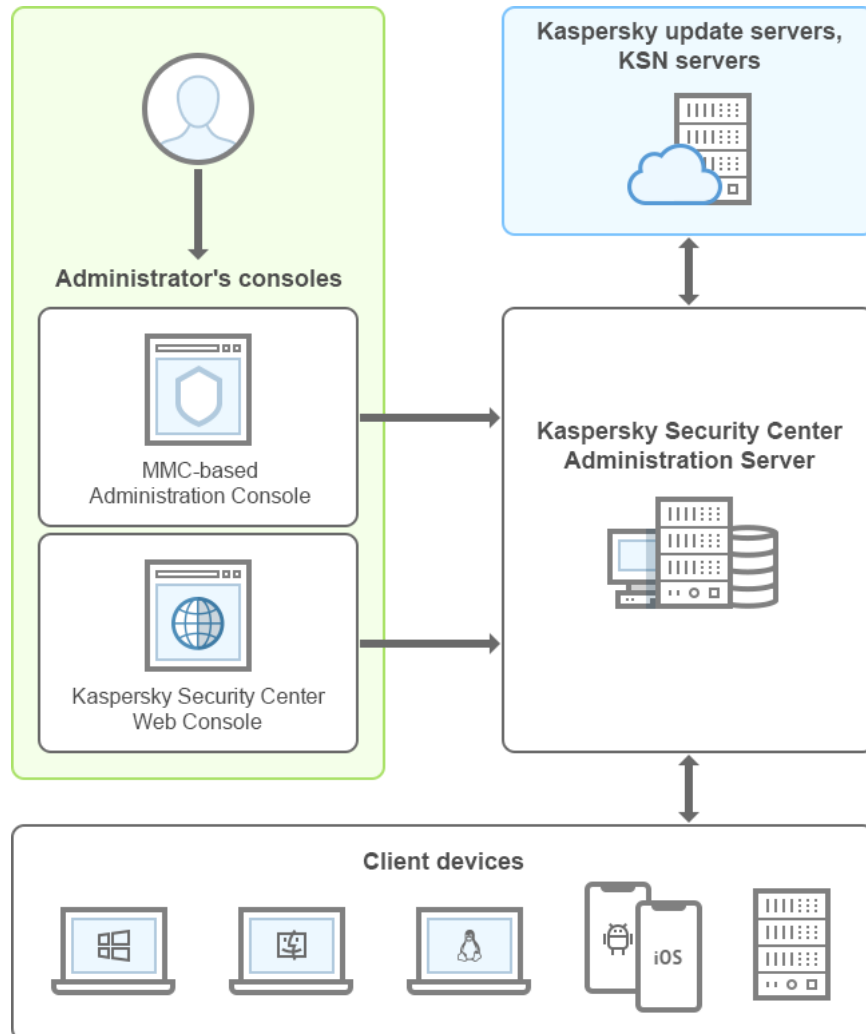 Kaspersky update servers,
KSN servers
Administrator's consoles
MMC-based
Administration Console
Kaspersky Security Center
Web Console
Kaspersky Security Center
Administration Server
Client devices
iOS